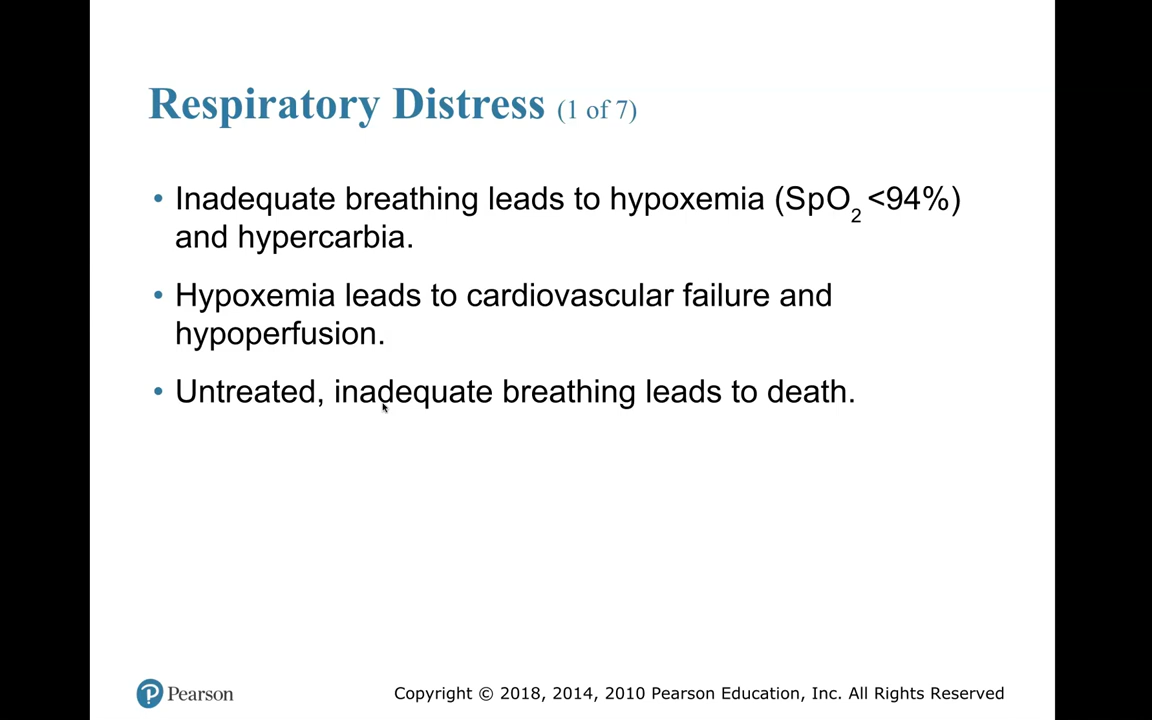 Respiratory Distress (1 of 7)
• Inadequate breathing leads to hypoxemia (SpO₂ <94%)
and hypercarbia.
• Hypoxemia leads to cardiovascular failure and
hypoperfusion.
• Untreated, inadequate breathing leads to death.
P Pearson
Copyright © 2018, 2014, 2010 Pearson Education, Inc. All Rights Reserved